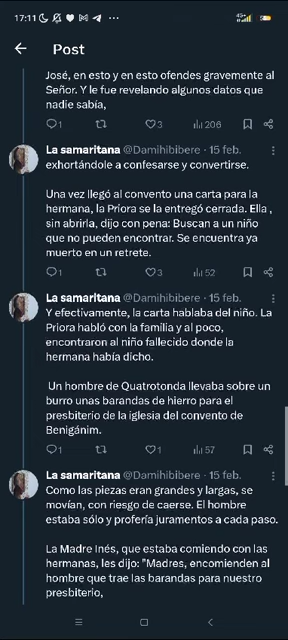 17:11
Post
José, en esto y en esto ofendes gravemente al
Señor. Y le fue revelando algunos datos que
nadie sabía,
1 3 206
La samaritana @Damihibibere · 15 feb.
exhortándole a confesarse y convertirse.
Una vez llegó al convento una carta para la
hermana, la Priora se la entregó cerrada. Ella ,
sin abrirla, dijo con pena: Buscan a un niño
que no pueden encontrar. Se encuentra ya
muerto en un retrete.
1 3 52
La samaritana @Damihibibere · 15 feb.
Y efectivamente, la carta hablaba del niño. La
Priora habló con la familia y al poco,
encontraron al niño fallecido donde la
hermana había dicho.
Un hombre de Quatrotonda llevaba sobre un
burro unas barandas de hierro para el
presbiterio de la iglesia del convento de
Benigánim.
1 1 57
La samaritana @Damihibibere · 15 feb.
Como las piezas eran grandes y largas, se
movían, con riesgo de caerse. El hombre
estaba sólo y profería juramentos a cada paso.
La Madre Inés, que estaba comiendo con las
hermanas, les dijo: "Madres, encomienden al
hombre que trae las barandas para nuestro
presbiterio,